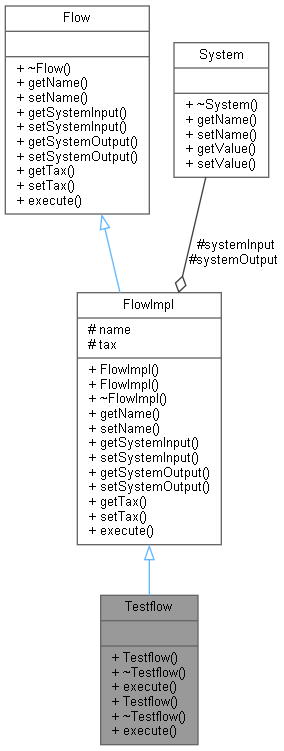 Flow
+ ~Flow()
+ getName()
+ setName()
+ getSystemInput()
+ setSystemInput()
+ getSystemOutput()
+ setSystemOutput()
+ getTax()
+ setTax()
+ execute()
System
+ ~System()
+ getName()
+ setName()
+ getValue()
+ setValue()
#systemInput
#systemOutput
FlowImpl
# name
# tax
+ FlowImpl()
+ FlowImpl()
+ ~FlowImpl()
+ getName()
+ setName()
+ getSystemInput()
+ setSystemInput()
+ getSystemOutput()
+ setSystemOutput()
+ getTax()
+ setTax()
+ execute()
Testflow
+ Testflow()
+ ~Testflow()
+ execute()
+ Testflow()
+ ~Testflow()
+ execute()